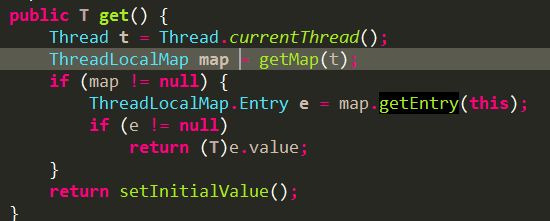 public T get() {
    Thread t = Thread.currentThread();
    ThreadLocalMap map = getMap(t);
    if (map != null) {
        ThreadLocalMap.Entry e = map.getEntry(this);
        if (e != null)
            return (T)e.value;
    }
    return setInitialValue();
}